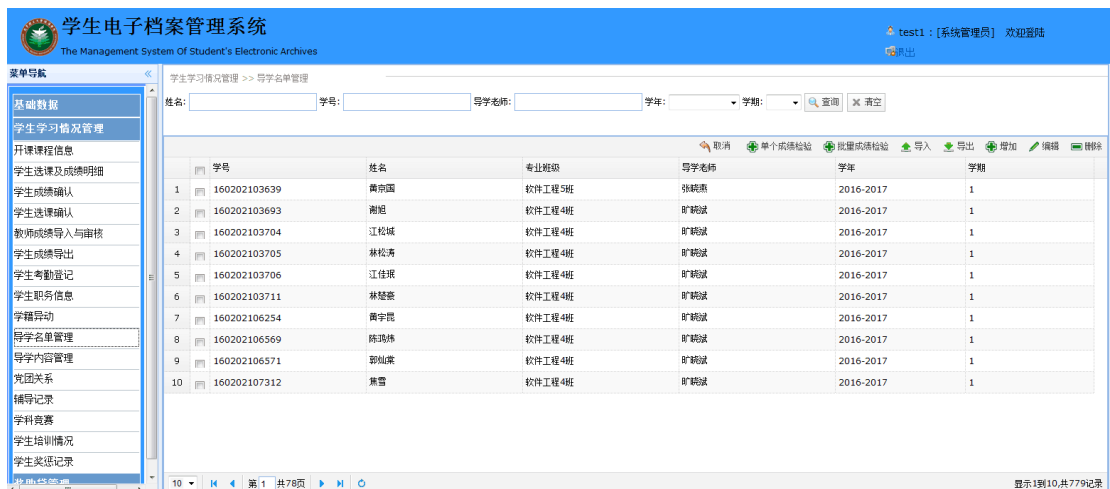 学生电子档案管理系统
The Management System Of Student's Electronic Archives
test1：[系统管理员] 欢迎登陆
退出
菜单导航
学生学习情况管理 >> 导学名单管理
基础数据
学生学习情况管理
开课课程信息
学生选课及成绩明细
学生成绩确认
学生选课确认
教师成绩导入与审核
学生成绩导出
学生考勤登记
学生职务信息
学籍异动
导学名单管理
导学内容管理
党团关系
辅导记录
学科竞赛
学生培训情况
学生奖惩记录
奖助贷管理
姓名: 学号: 导学老师: 学年: 学期: 查询 清空
取消 单个成绩检验 批量成绩检验 导入 导出 增加 编辑 删除
学号 姓名 专业班级 导学老师 学年 学期
1 160202103639 黄京国 软件工程5班 张晓惠 2016-2017 1
2 160202103693 谢旭 软件工程4班 旷晓斌 2016-2017 1
3 160202103704 江松城 软件工程4班 旷晓斌 2016-2017 1
4 160202103705 林松涛 软件工程4班 旷晓斌 2016-2017 1
5 160202103706 江佳珉 软件工程4班 旷晓斌 2016-2017 1
6 160202103711 林楚豪 软件工程4班 旷晓斌 2016-2017 1
7 160202106254 黄宇昆 软件工程4班 旷晓斌 2016-2017 1
8 160202106569 陈鸿炜 软件工程4班 旷晓斌 2016-2017 1
9 160202106571 郭灿棠 软件工程4班 旷晓斌 2016-2017 1
10 160202107312 焦雪 软件工程4班 旷晓斌 2016-2017 1
10 第 1 共78页
显示1到10,共779记录